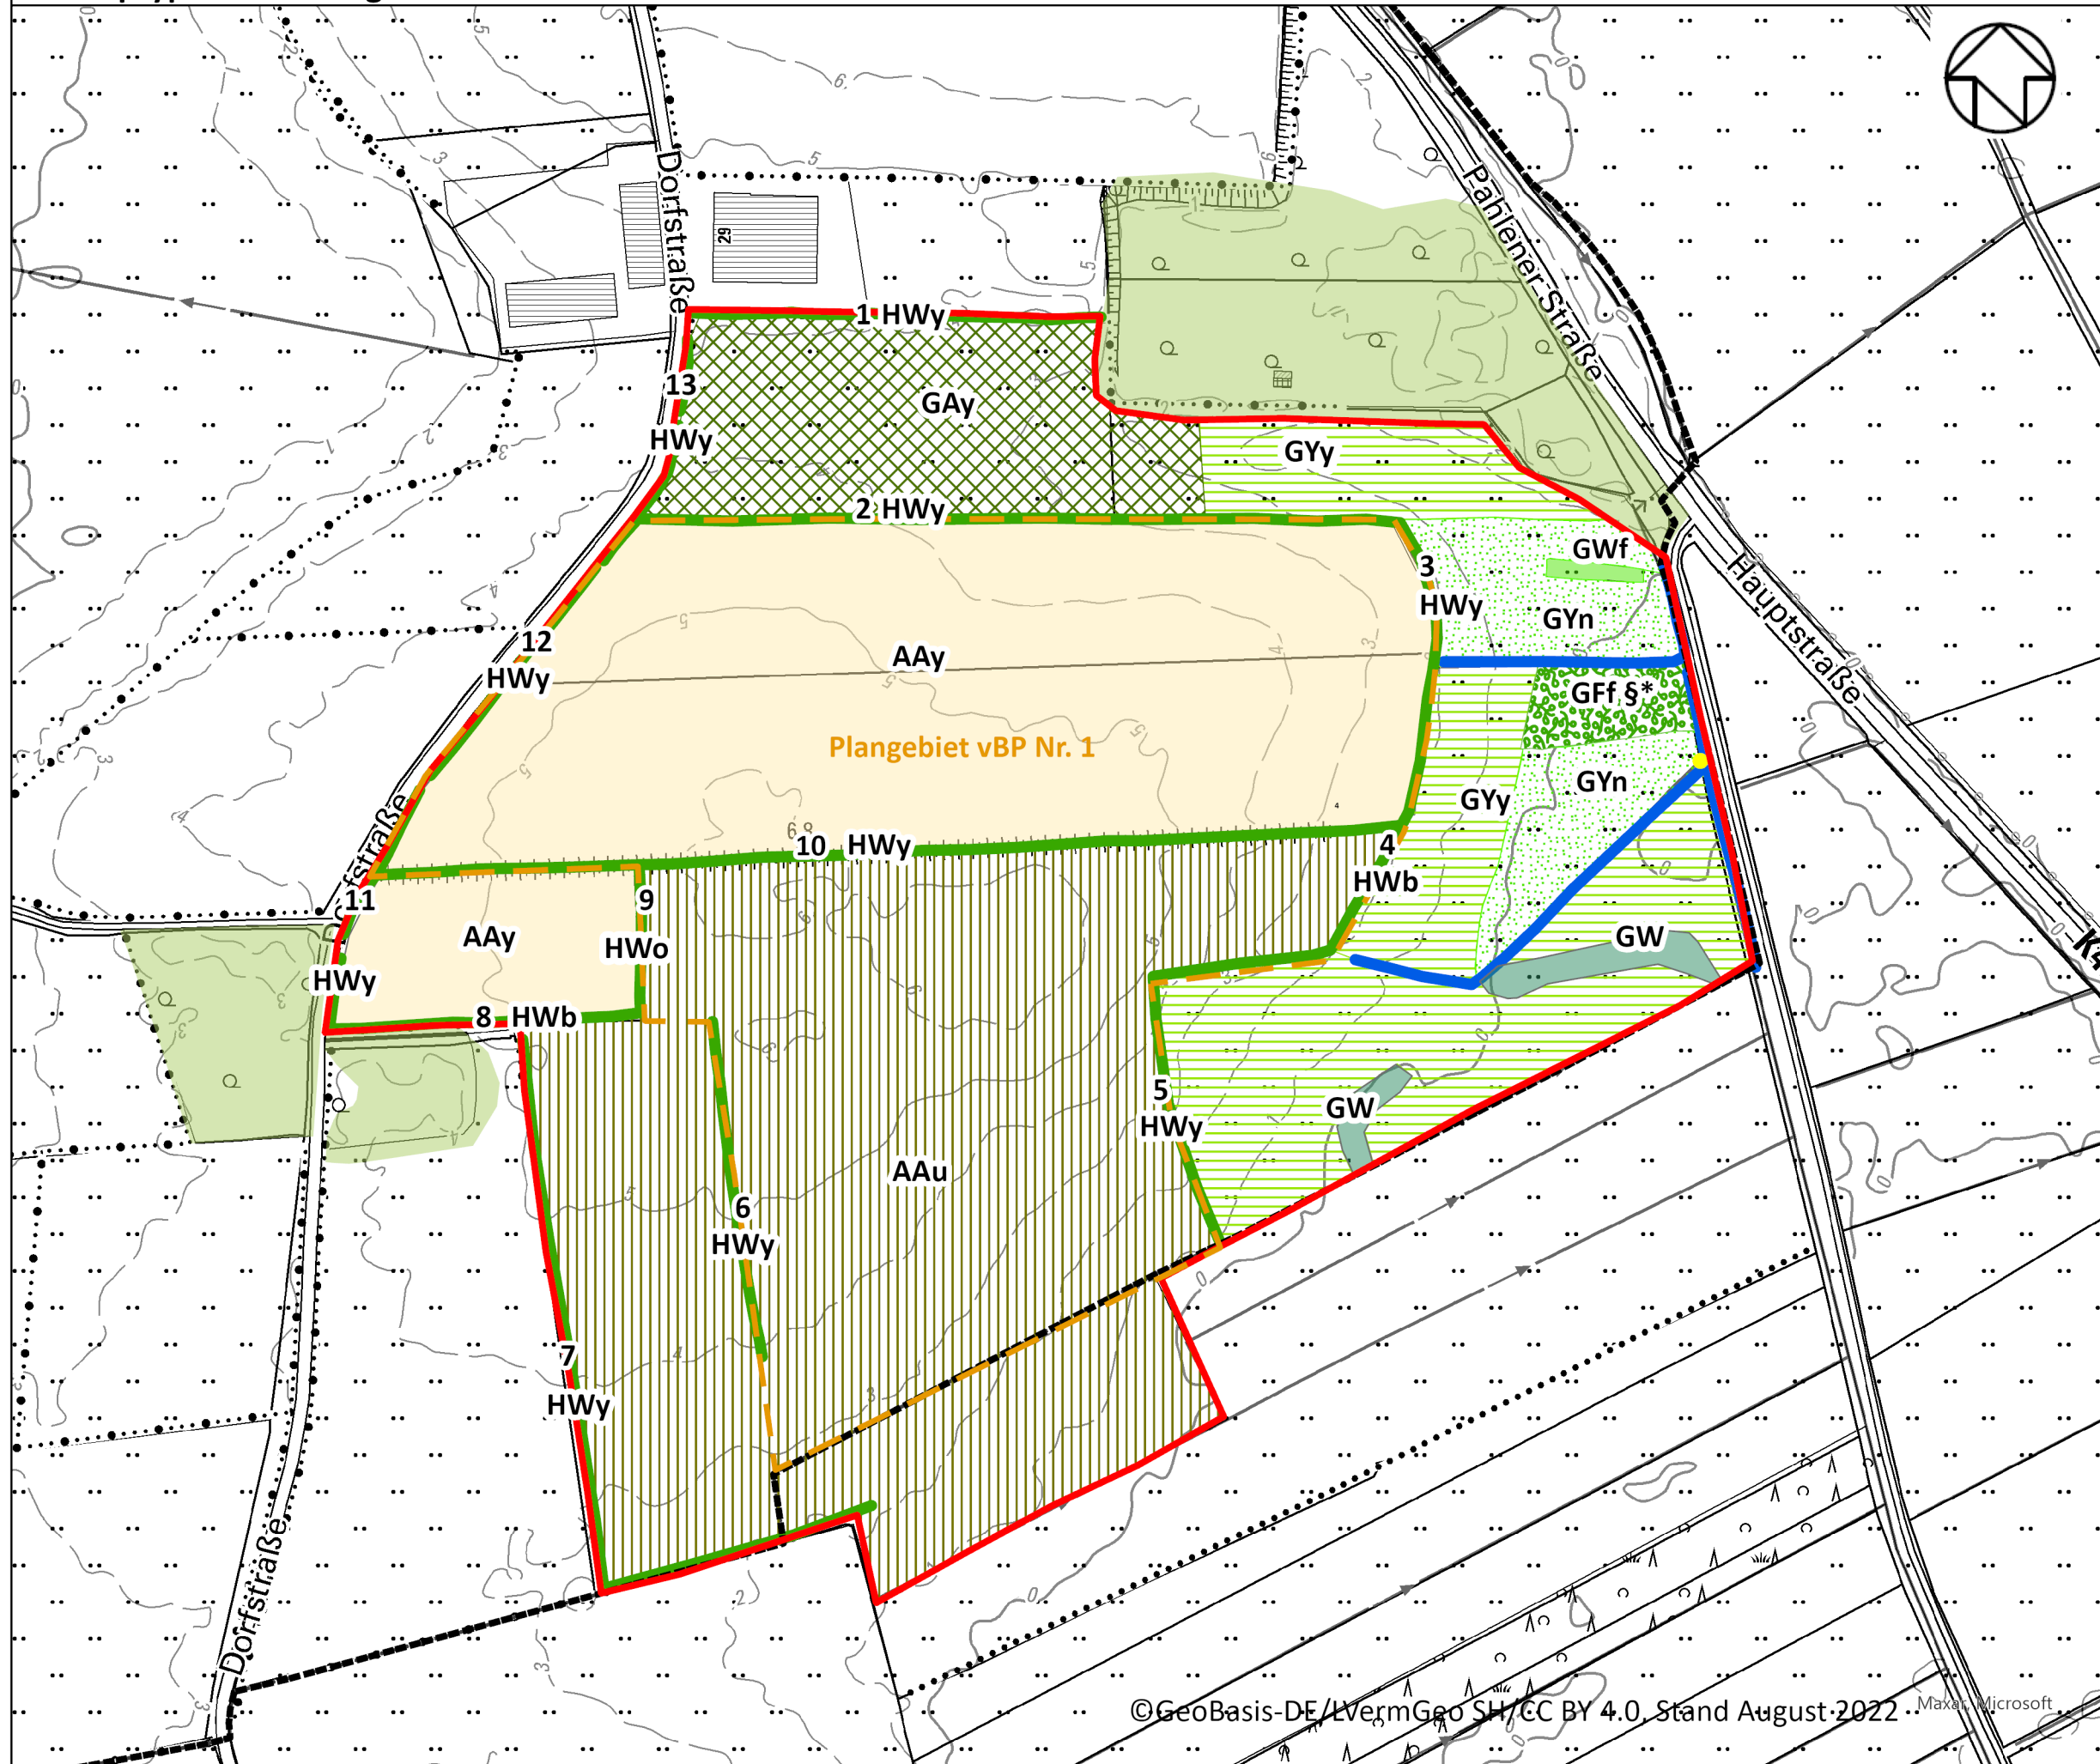 N
Dorfstraße
29
Pahlener Straße
1 HWy
13
HWy
GAy
GYy
2 HWy
GWf
3
HWy
GYn
Hauptstraße
12
HWy
AAy
GFf §*
Plangebiet vBP Nr. 1
GYn
GYy
Dorfstraße
10 HWy
4
HWb
11
HWy
9
HWo
AAy
GW
K4
8 HWb
5
HWy
GW
AAu
6
HWy
7
HWy
Dorfstraße
©GeoBasis-DE/LVermGeo SH/CC BY 4.0, Stand August 2022
Maxar, Microsoft